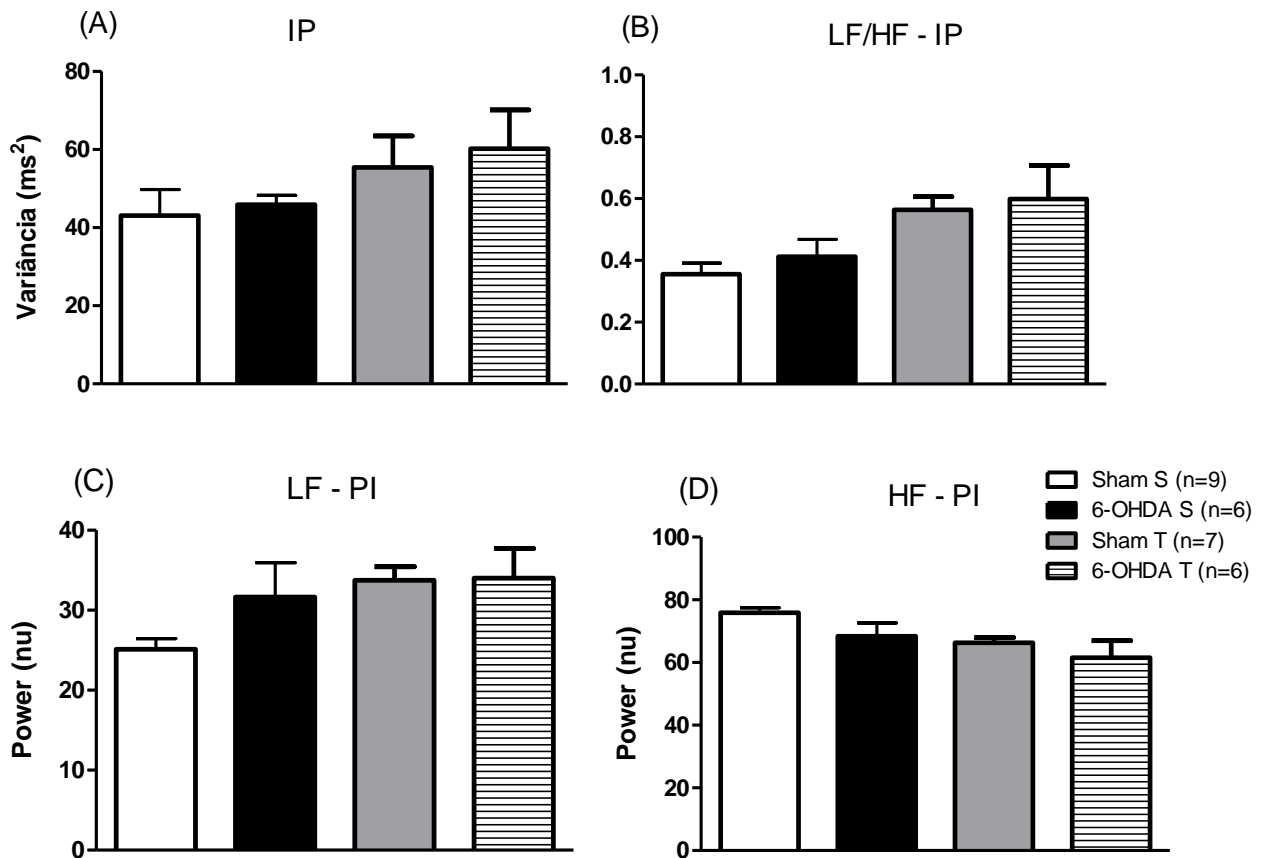 (A)
IP
80
60
40
20
0
Variância (ms²)
(B)
LF/HF - IP
1.0
0.8
0.6
0.4
0.2
0.0
(C)
LF - PI
40
30
20
10
0
Power (nu)
(D)
HF - PI
100
80
60
40
20
0
Power (nu)
Sham S (n=9)
6-OHDA S (n=6)
Sham T (n=7)
6-OHDA T (n=6)